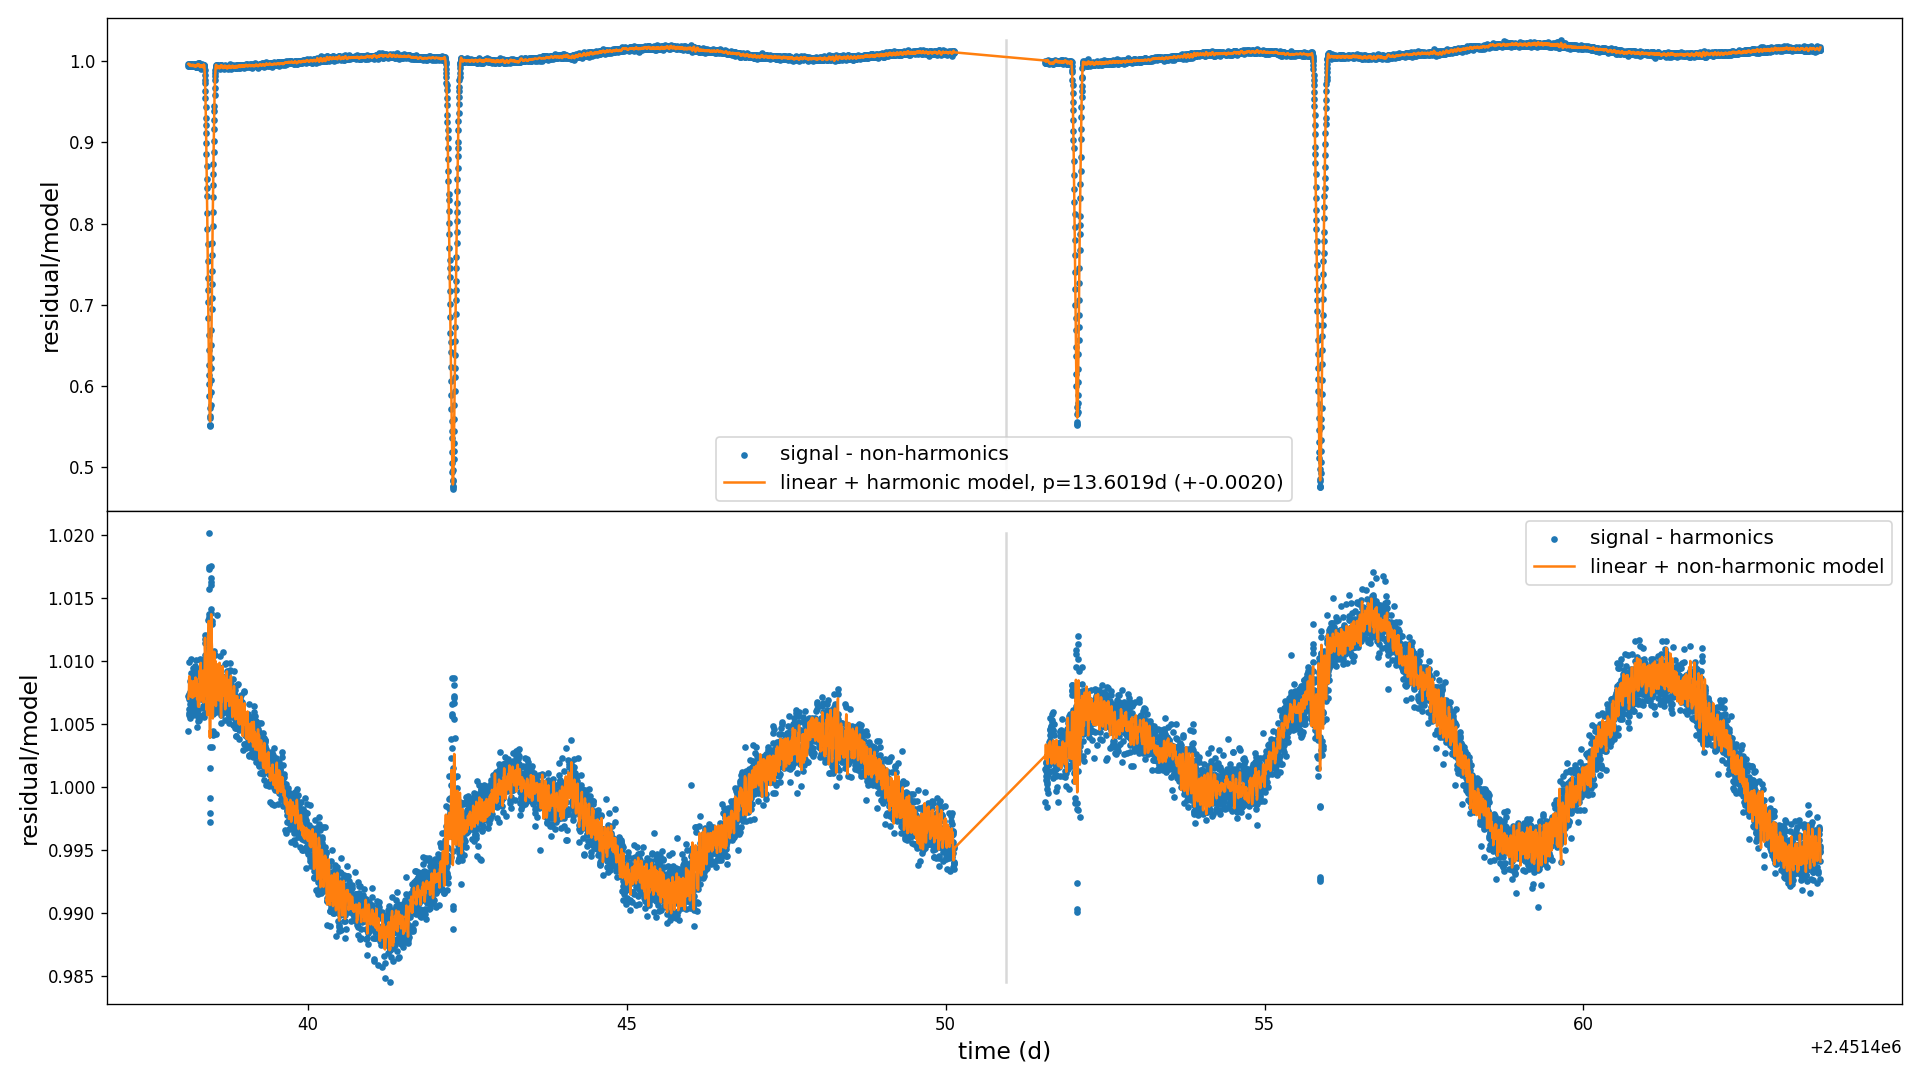 1.0
0.9
0.8
0.7
0.6
0.5
residual/model
signal - non-harmonics
linear + harmonic model, p=13.6019d (+-0.0020)
1.020
1.015
1.010
1.005
1.000
0.995
0.990
0.985
residual/model
signal - harmonics
linear + non-harmonic model
40 45 50 55 60
time (d)
+2.4514e6